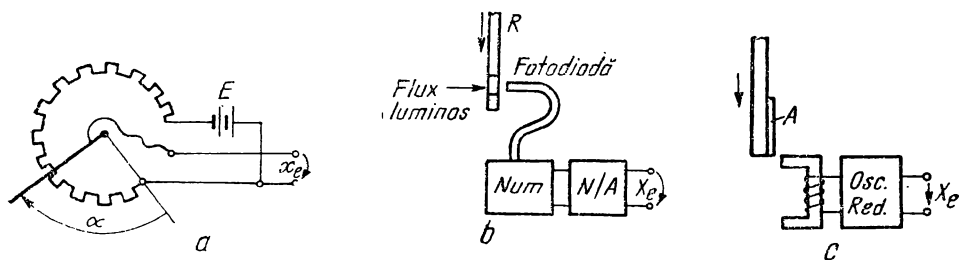 E
x_e
α
a
R
Fotodiodă
Flux
luminos
Num
N/A
X_e
b
A
Osc.
Red.
X_e
c